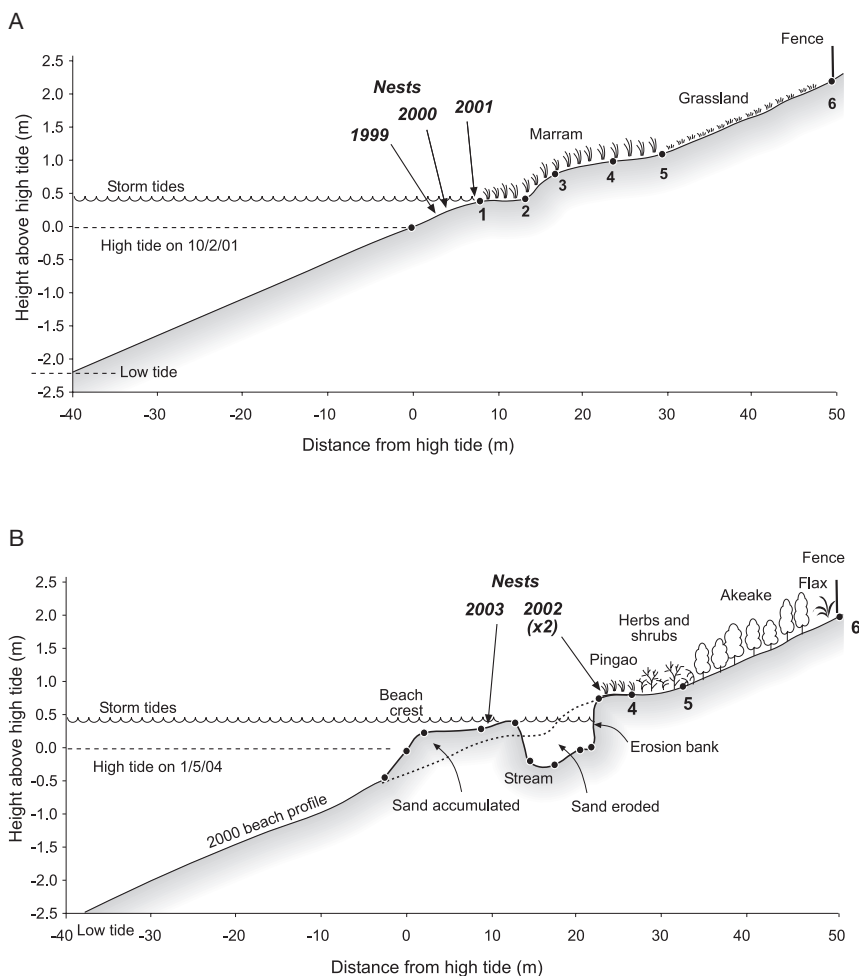 A
Fence
2.5
2.0
1.5
1.0
0.5
0.0
-0.5
-1.0
-1.5
-2.0
-2.5
Height above high tide (m)
Nests
1999
2000
2001
Storm tides
High tide on 10/2/01
Low tide
Marram
Grassland
1
2
3
4
5
6
-40
-30
-20
-10
0
10
20
30
40
50
Distance from high tide (m)
B
Fence
2.5
2.0
1.5
1.0
0.5
0.0
-0.5
-1.0
-1.5
-2.0
-2.5
Height above high tide (m)
Nests
2003
2002
(x2)
Herbs and
shrubs
Akeake
Flax
Pingao
4
5
6
Storm tides
Beach
crest
High tide on 1/5/04
Erosion bank
Stream
Sand accumulated
Sand eroded
2000 beach profile
Low tide
-40
-30
-20
-10
0
10
20
30
40
50
Distance from high tide (m)